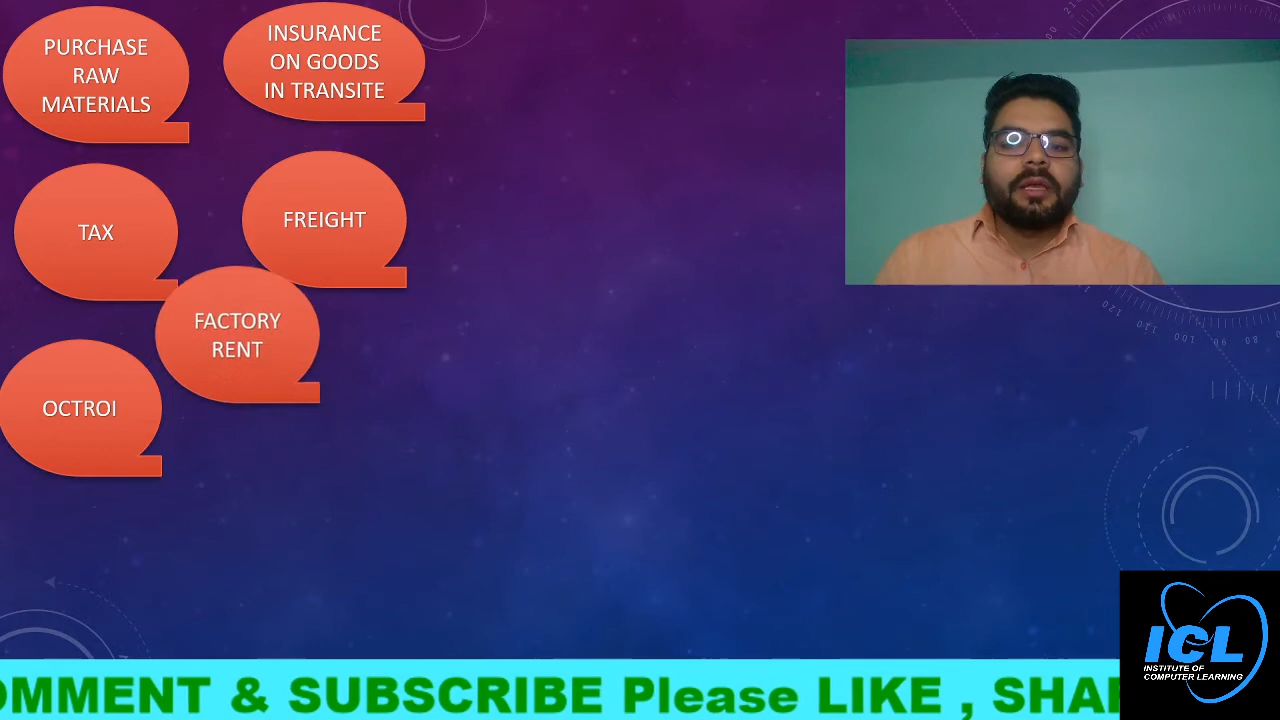 PURCHASE
RAW
MATERIALS
INSURANCE
ON GOODS
IN TRANSITE
TAX
FREIGHT
FACTORY
RENT
OCTROI
OMMENT & SUBSCRIBE Please LIKE , SHAR
ICL
INSTITUTE OF
COMPUTER LEARNING